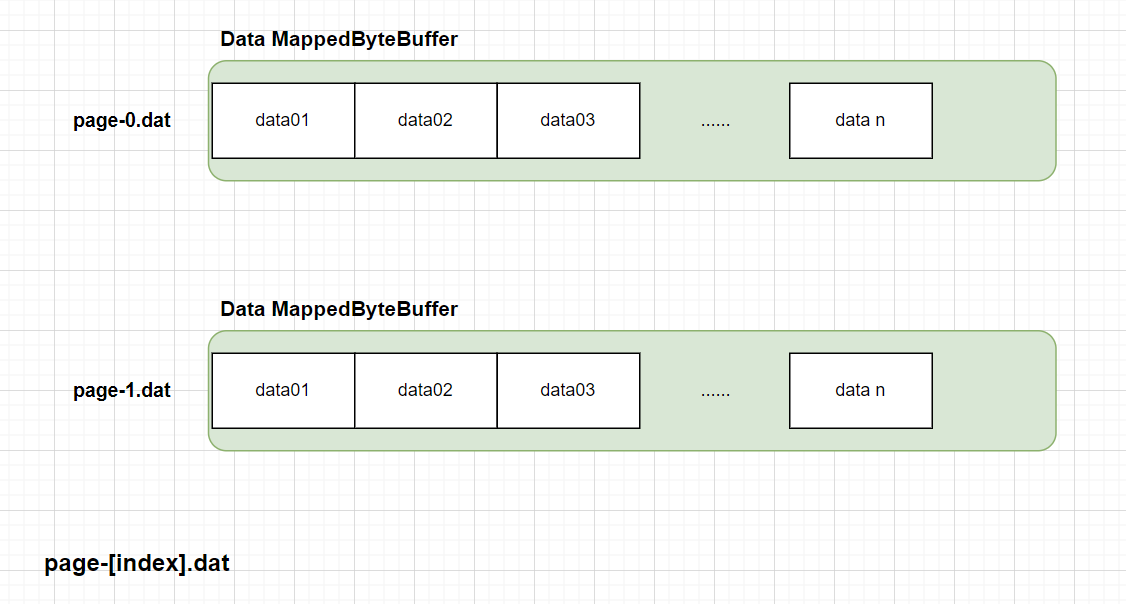 Data MappedByteBuffer
page-0.dat data01 data02 data03 ...... data n
Data MappedByteBuffer
page-1.dat data01 data02 data03 ...... data n
page-[index].dat